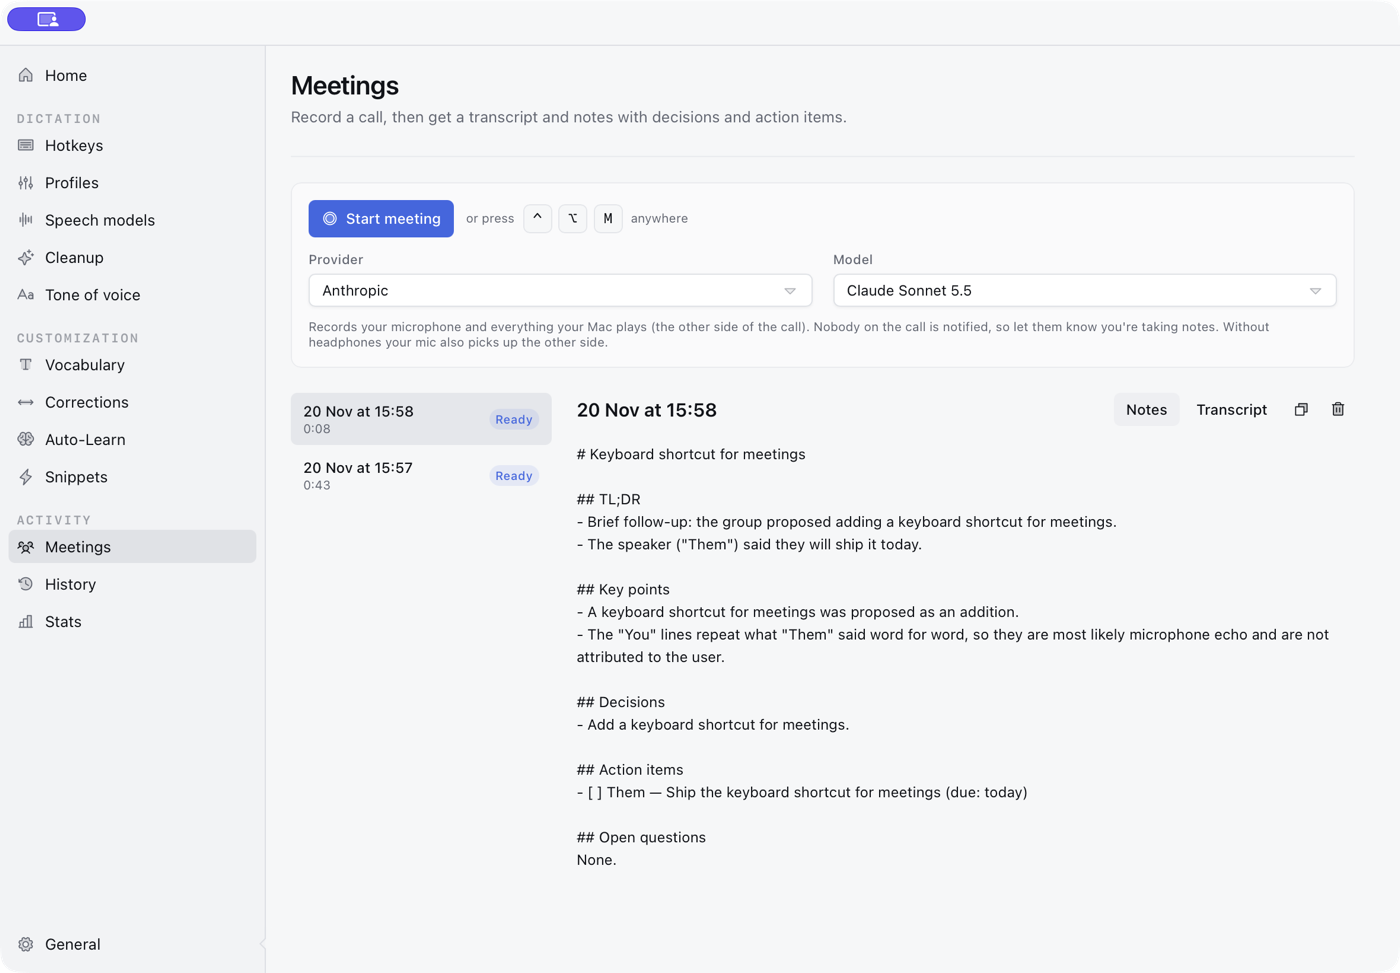 Home
DICTATION
Hotkeys
Profiles
Speech models
Cleanup
Aa Tone of voice
CUSTOMIZATION
Vocabulary
Corrections
Auto-Learn
Snippets
ACTIVITY
Meetings
History
Stats
General
Meetings
Record a call, then get a transcript and notes with decisions and action items.
Start meeting or press ^ ⌥ M anywhere
Provider
Anthropic
Model
Claude Sonnet 5.5
Records your microphone and everything your Mac plays (the other side of the call). Nobody on the call is notified, so let them know you're taking notes. Without
headphones your mic also picks up the other side.
20 Nov at 15:58
0:08
Ready
20 Nov at 15:57
0:43
Ready
20 Nov at 15:58
Notes Transcript
# Keyboard shortcut for meetings
## TL;DR
- Brief follow-up: the group proposed adding a keyboard shortcut for meetings.
- The speaker ("Them") said they will ship it today.
## Key points
- A keyboard shortcut for meetings was proposed as an addition.
- The "You" lines repeat what "Them" said word for word, so they are most likely microphone echo and are not
attributed to the user.
## Decisions
- Add a keyboard shortcut for meetings.
## Action items
- [ ] Them — Ship the keyboard shortcut for meetings (due: today)
## Open questions
None.